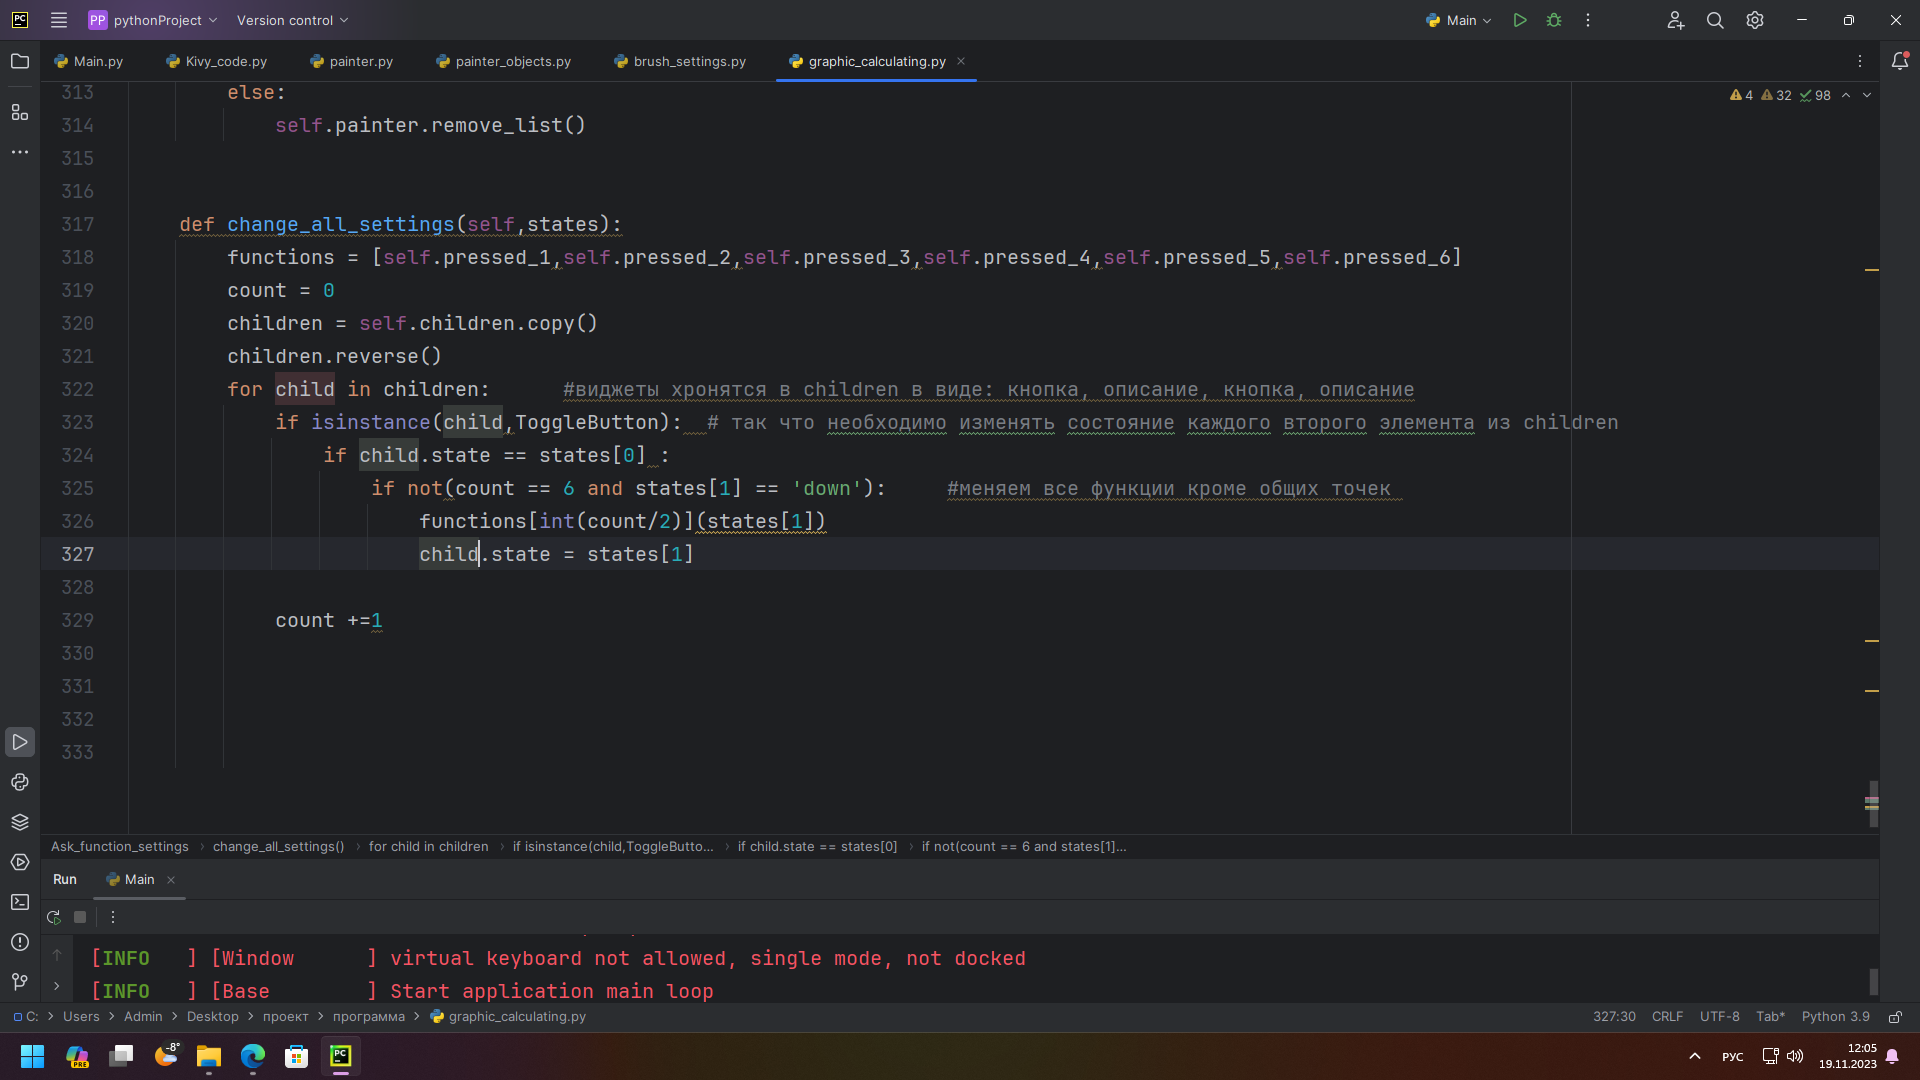 PC PP pythonProject Version control Main
Main.py Kivy_code.py painter.py painter_objects.py brush_settings.py graphic_calculating.py
4 32 98
313 else:
314 self.painter.remove_list()
315
316
317 def change_all_settings(self,states):
318 functions = [self.pressed_1,self.pressed_2,self.pressed_3,self.pressed_4,self.pressed_5,self.pressed_6]
319 count = 0
320 children = self.children.copy()
321 children.reverse()
322 for child in children: #виджеты хронятся в children в виде: кнопка, описание, кнопка, описание
323 if isinstance(child,ToggleButton): # так что необходимо изменять состояние каждого второго элемента из children
324 if child.state == states[0] :
325 if not(count == 6 and states[1] == 'down'): #меняем все функции кроме общих точек
326 functions[int(count/2)](states[1])
327 child.state = states[1]
328
329 count +=1
330
331
332
333
Ask_function_settings › change_all_settings() › for child in children › if isinstance(child,ToggleButto... › if child.state == states[0] › if not(count == 6 and states[1]...
Run Main
[INFO ] [Window ] virtual keyboard not allowed, single mode, not docked
[INFO ] [Base ] Start application main loop
C: > Users > Admin > Desktop > проект > программа > graphic_calculating.py 327:30 CRLF UTF-8 Tab* Python 3.9
PRE -8° PC РУС 12:05
19.11.2023